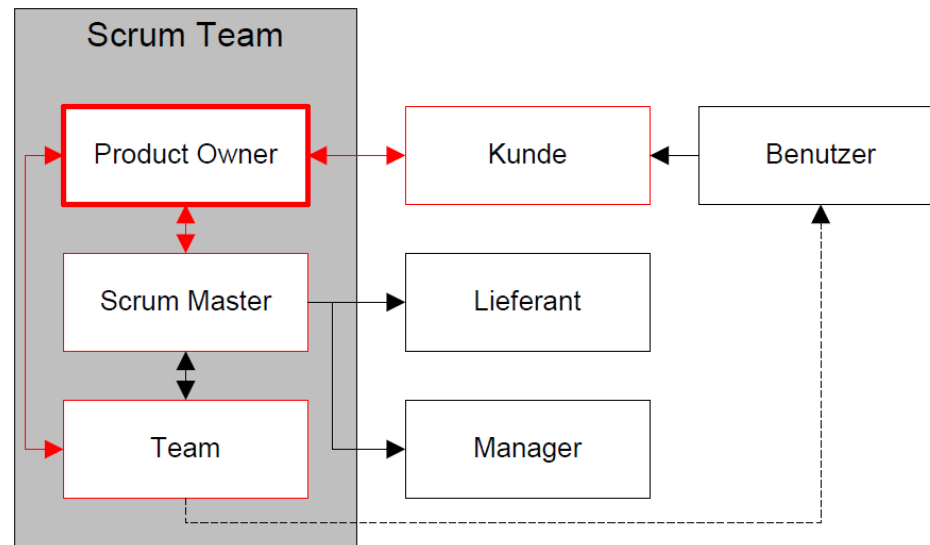 Scrum Team
Product Owner
Kunde
Benutzer
Scrum Master
Lieferant
Team
Manager